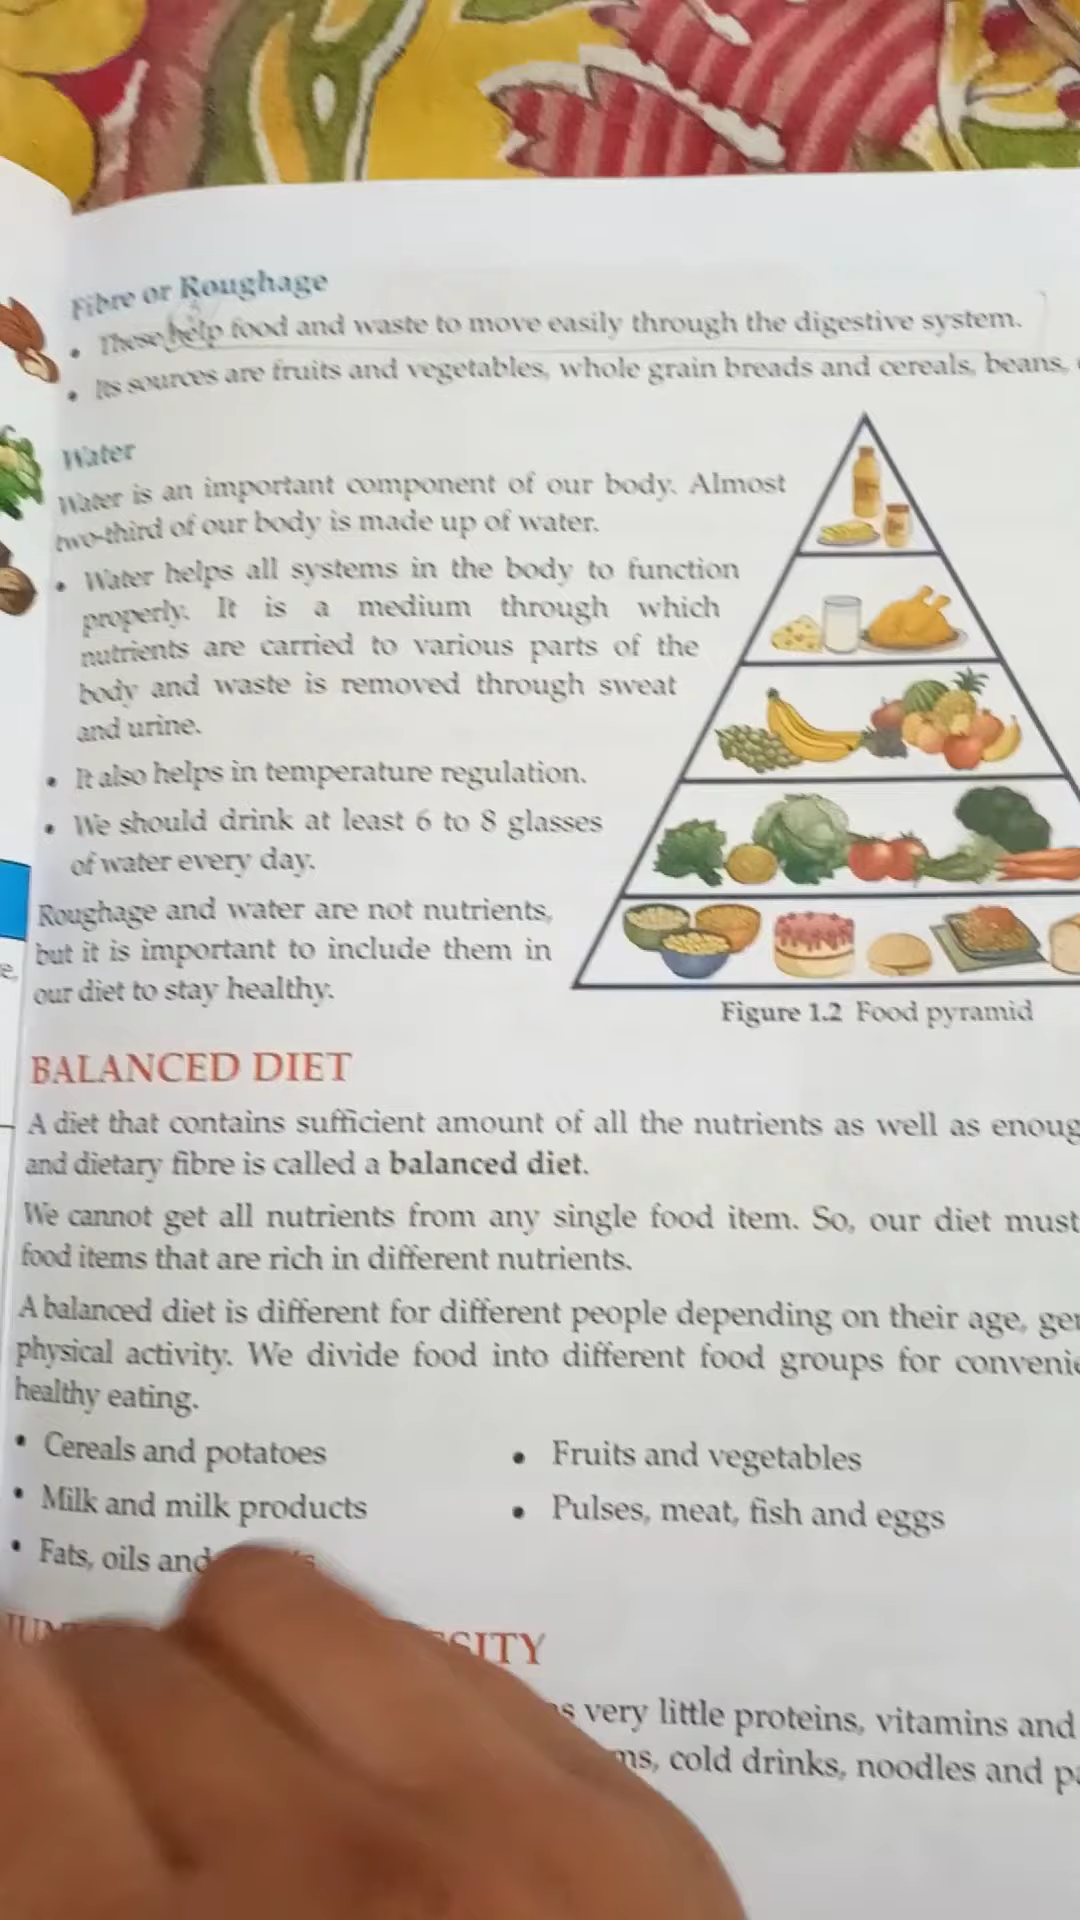 Fibre or Roughage
• These help food and waste to move easily through the digestive system.
• Its sources are fruits and vegetables, whole grain breads and cereals, beans,
Water
Water is an important component of our body. Almost
two-third of our body is made up of water.
• Water helps all systems in the body to function
properly. It is a medium through which
nutrients are carried to various parts of the
body and waste is removed through sweat
and urine.
• It also helps in temperature regulation.
• We should drink at least 6 to 8 glasses
of water every day.
Roughage and water are not nutrients,
but it is important to include them in
our diet to stay healthy.
Figure 1.2 Food pyramid
BALANCED DIET
A diet that contains sufficient amount of all the nutrients as well as enoug
and dietary fibre is called a balanced diet.
We cannot get all nutrients from any single food item. So, our diet must
food items that are rich in different nutrients.
A balanced diet is different for different people depending on their age, ge
physical activity. We divide food into different food groups for conveni
healthy eating.
• Cereals and potatoes
• Fruits and vegetables
• Milk and milk products
• Pulses, meat, fish and eggs
• Fats, oils and
very little proteins, vitamins and
cold drinks, noodles and